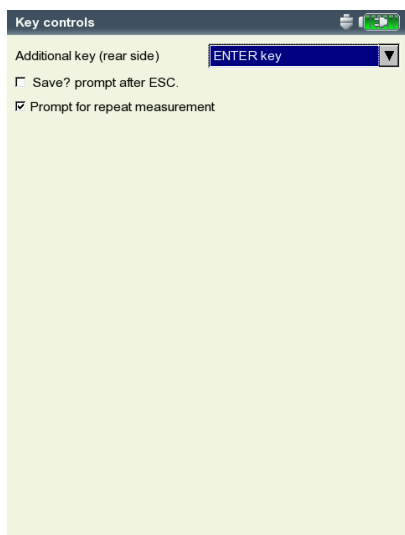 Key controls
Additional key (rear side) ENTER key
Save? prompt after ESC.
Prompt for repeat measurement